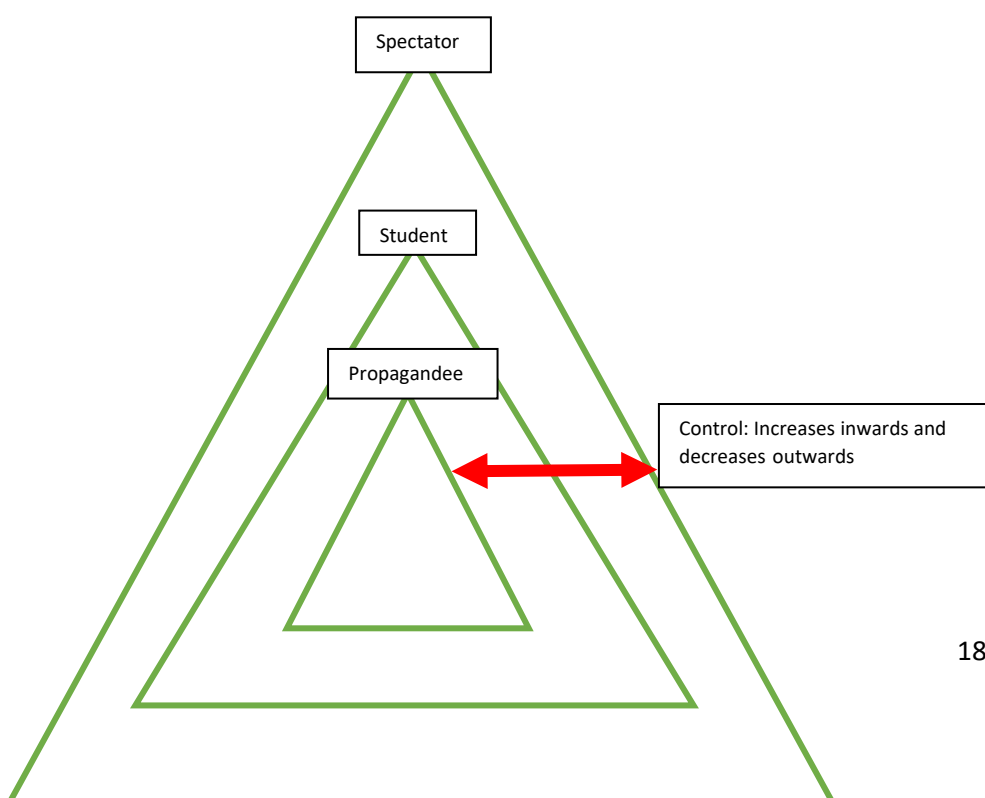 Spectator
Student
Propagandee
Control: Increases inwards and
decreases outwards
18